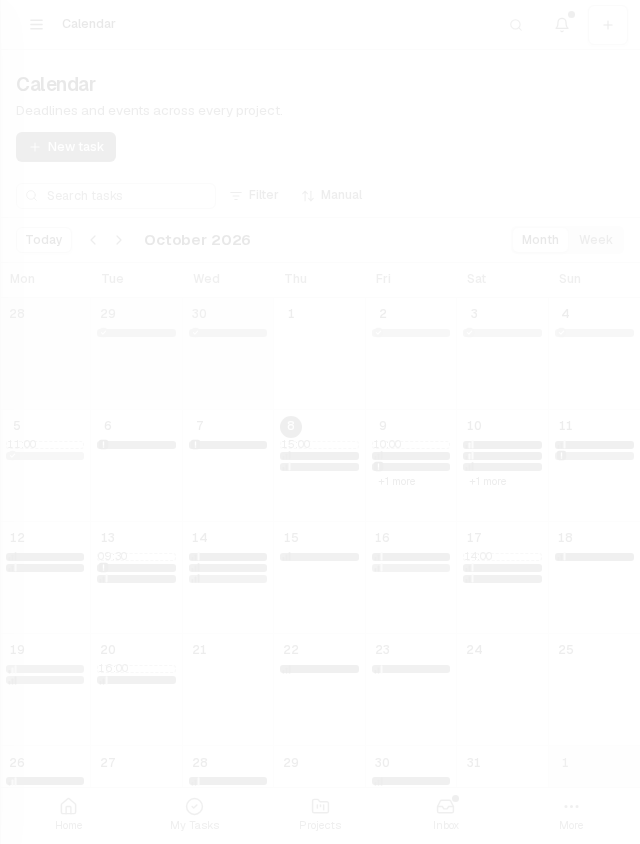 Calendar
Calendar
Deadlines and events across every project.
New task
Search tasks
Filter
Manual
Today
October 2026
Month
Week
Mon Tue Wed Thu Fri Sat Sun
28 29 30 1 2 3 4
5 6 7 8 9 10 11
11:00 15:00 10:00
+1 more +1 more
12 13 14 15 16 17 18
09:30 14:00
19 20 21 22 23 24 25
16:00
26 27 28 29 30 31 1
Home My Tasks Projects Inbox More